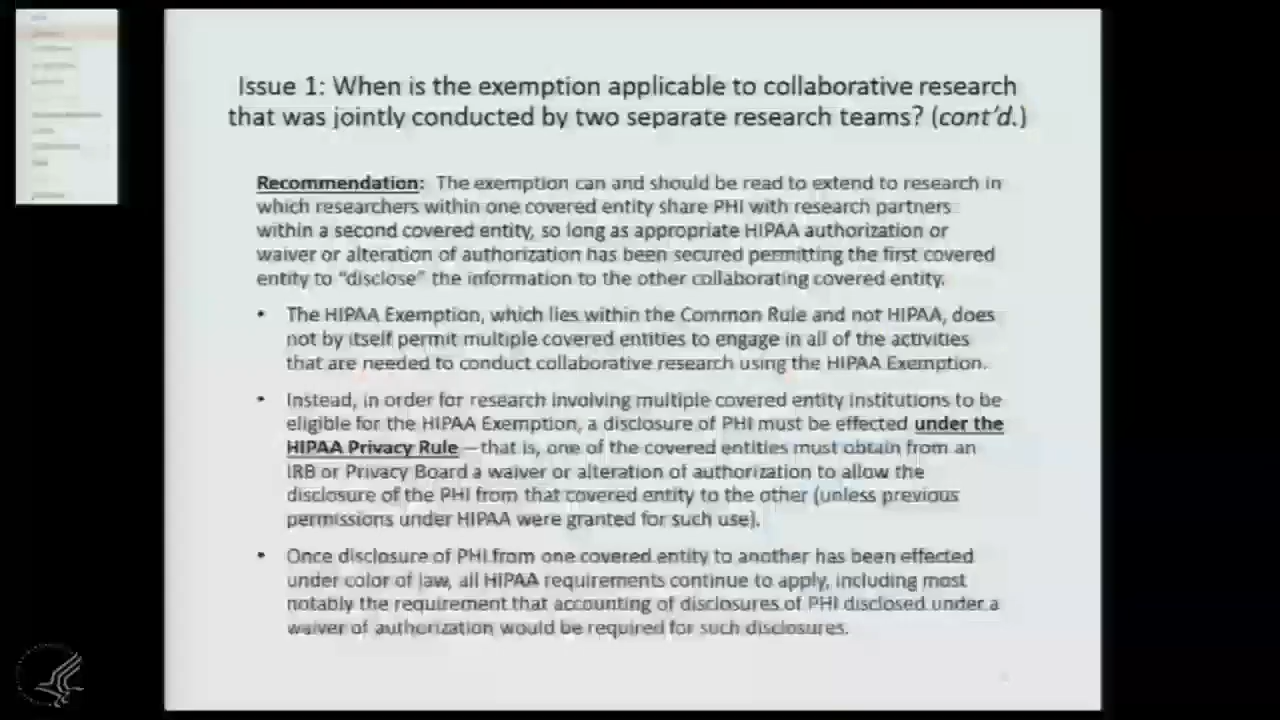 Issue 1: When is the exemption applicable to collaborative research
that was jointly conducted by two separate research teams? (cont'd.)
Recommendation: The exemption can and should be read to extend to research in
which researchers within one covered entity share PHI with research partners
within a second covered entity, so long as appropriate HIPAA authorization or
waiver or alteration of authorization has been secured permitting the first covered
entity to “disclose” the information to the other collaborating covered entity.
• The HIPAA Exemption, which lies within the Common Rule and not HIPAA, does
not by itself permit multiple covered entities to engage in all of the activities
that are needed to conduct collaborative research using the HIPAA Exemption.
• Instead, in order for research involving multiple covered entity institutions to be
eligible for the HIPAA Exemption, a disclosure of PHI must be effected under the
HIPAA Privacy Rule – that is, one of the covered entities must obtain from an
IRB or Privacy Board a waiver or alteration of authorization to allow the
disclosure of the PHI from that covered entity to the other (unless previous
permissions under HIPAA were granted for such use).
• Once disclosure of PHI from one covered entity to another has been effected
under color of law, all HIPAA requirements continue to apply, including most
notably the requirement that accounting of disclosures of PHI disclosed under a
waiver of authorization would be required for such disclosures.